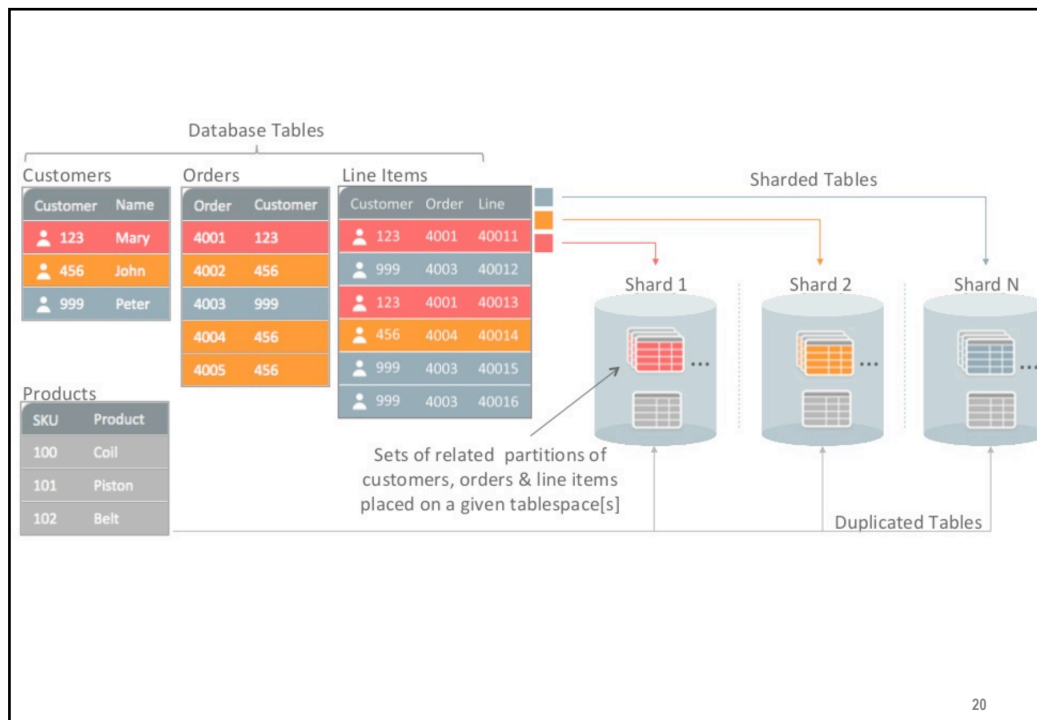 Database Tables
Customers
Customer Name
123 Mary
456 John
999 Peter
Orders
Order Customer
4001 123
4002 456
4003 999
4004 456
4005 456
Line Items
Customer Order Line
123 4001 40011
999 4003 40012
123 4001 40013
456 4004 40014
999 4003 40015
999 4003 40016
Sharded Tables
Shard 1
Shard 2
Shard N
...
...
...
Products
SKU Product
100 Coil
101 Piston
102 Belt
Sets of related partitions of
customers, orders & line items
placed on a given tablespace[s]
Duplicated Tables
20